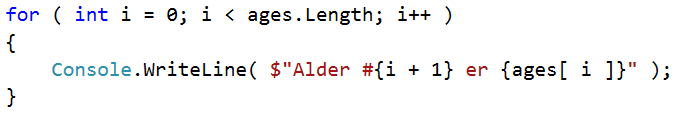 for ( int i = 0; i < ages.Length; i++ )
{
    Console.WriteLine( $"Alder #{i + 1} er {ages[ i ]}" );
}